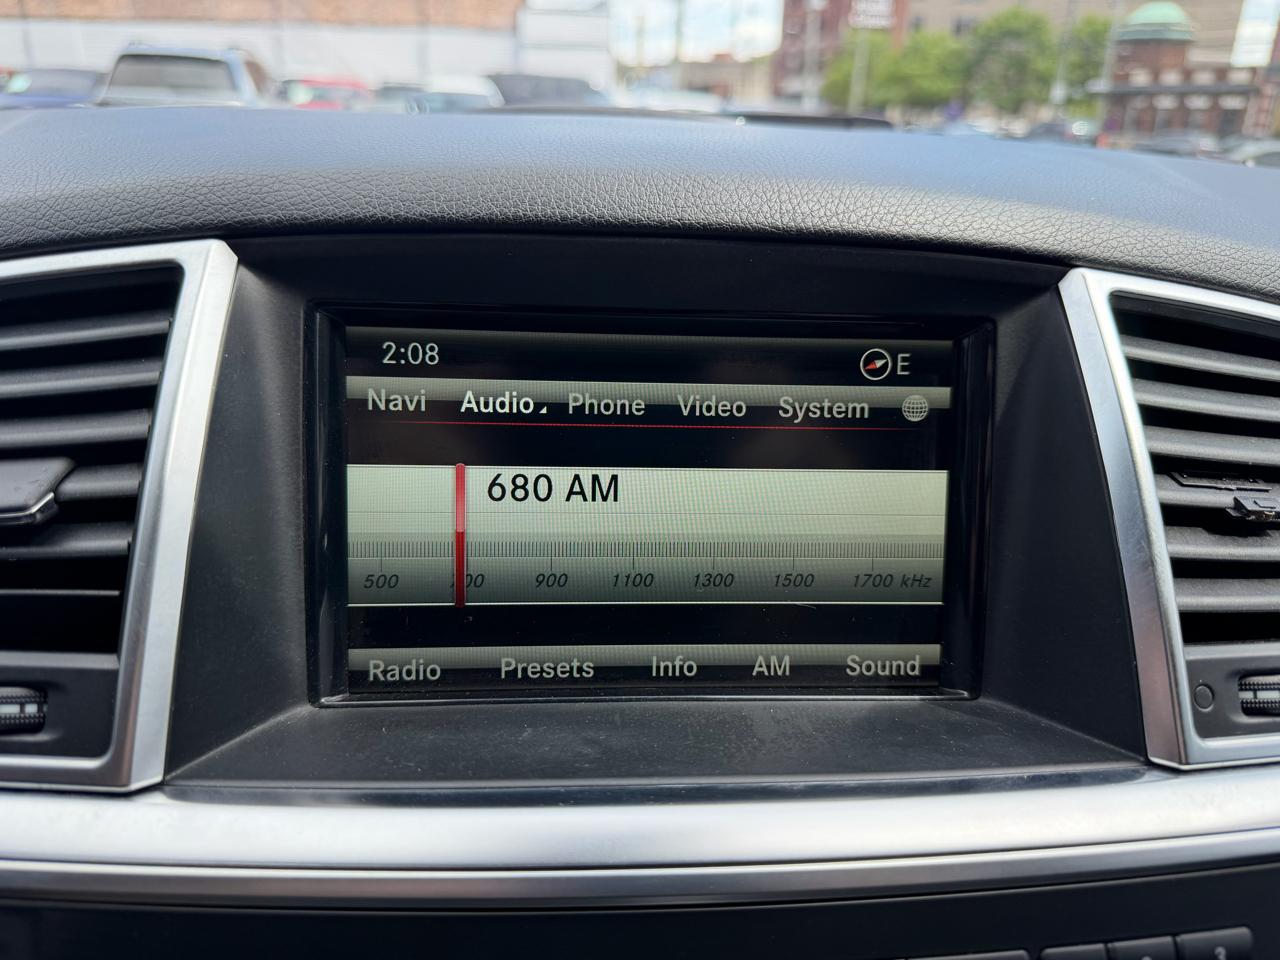 2:08 E
Navi Audio Phone Video System
680 AM
500 900 1100 1300 1500 1700 kHz
Radio Presets Info AM Sound
3